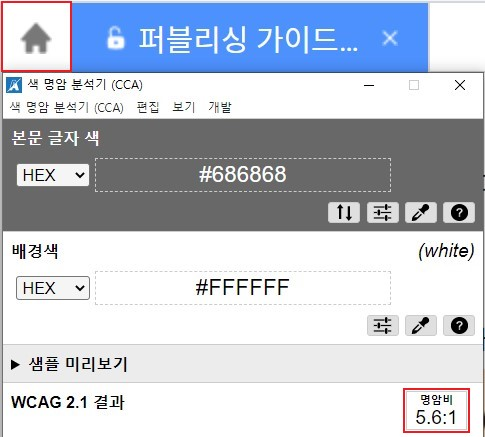 퍼블리싱 가이드...
색 명암 분석기 (CCA)
색 명암 분석기 (CCA) 편집 보기 개발
본문 글자 색
HEX #686868
배경색 (white)
HEX #FFFFFF
▶ 샘플 미리보기
WCAG 2.1 결과 명암비
5.6:1